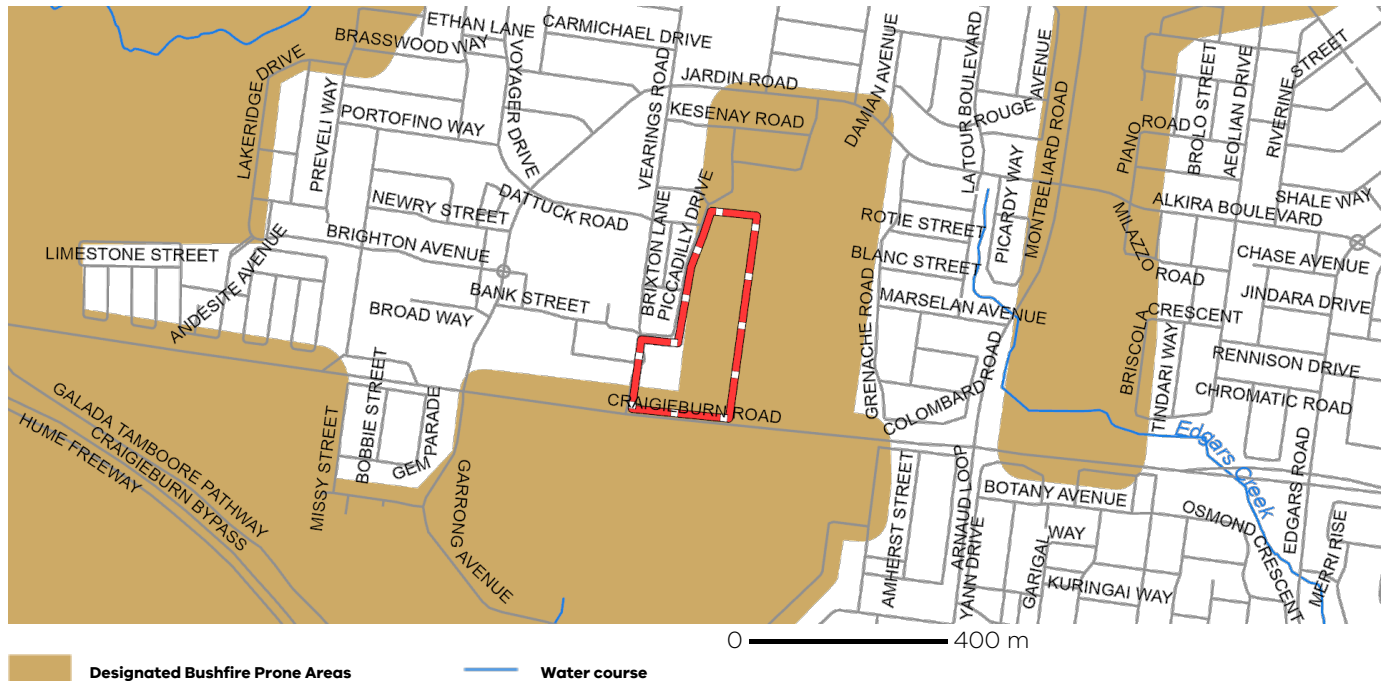 ETHAN LANE
CARMICHAEL DRIVE
BRASSWOOD WAY
VOYAGER DRIVE
LAKERIDGE DRIVE
JARDIN ROAD
VEARINGS ROAD
DAMIAN AVENUE
LA TOUR BOULEVARD
ROUGE AVENUE
MONTBELIARD ROAD
BROLO STREET
AEOLIAN DRIVE
RIVERINE STREET
PREVELI WAY
PORTOFINO WAY
KESENAY ROAD
PIANO ROAD
PICARDY WAY
NEWRY STREET
DATTUCK ROAD
BRIXTON LANE
PICCADILLY DRIVE
ROTIE STREET
ALKIRA BOULEVARD
SHALE WAY
MILAZZO ROAD
LIMESTONE STREET
ANDESITE AVENUE
BRIGHTON AVENUE
BLANC STREET
CHASE AVENUE
BANK STREET
BROAD WAY
GRENACHE ROAD
MARSELAN AVENUE
JINDARA DRIVE
BRISCOLA CRESCENT
TINDARI WAY
RENNISON DRIVE
CHROMATIC ROAD
GALADA TAMBOORE PATHWAY
CRAIGIEBURN BYPASS
HUME FREEWAY
MISSY STREET
BOBBIE STREET
GEM PARADE
GARRONG AVENUE
CRAIGIEBURN ROAD
COLOMBARD ROAD
Edgars Creek
AMHERST STREET
ARNAUD LOOP
YANN DRIVE
BOTANY AVENUE
GARIGAL WAY
KURINGAI WAY
OSMOND CRESCENT
EDGARS ROAD
MERRI RISE
0 400 m
Designated Bushfire Prone Areas
Water course